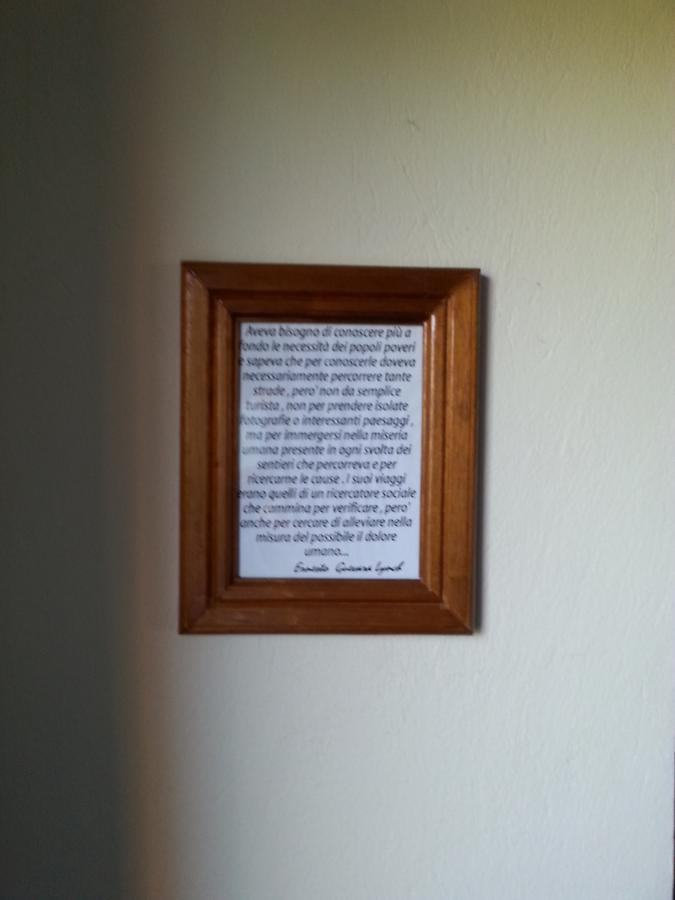 Aveva bisogno di conoscere più a
fondo le necessità dei popoli poveri
e sapeva che per conoscerle doveva
necessariamente percorrere tante
strade , pero' non da semplice
turista , non per prendere isolate
fotografie o interessanti paesaggi ,
ma per immergersi nella miseria
umana presente in ogni svolta dei
sentieri che percorreva e per
ricercarne le cause . I suoi viaggi
erano quelli di un ricercatore sociale
che cammina per verificare , pero'
anche per cercare di alleviare nella
misura del possibile il dolore
umano...
Ernesto Guevara Lynch